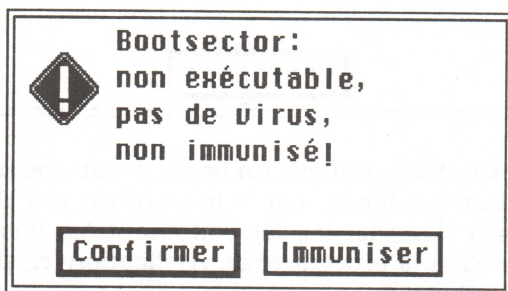 Bootsector:
non exécutable,
pas de virus,
non immunisé!
Confirmer Immuniser